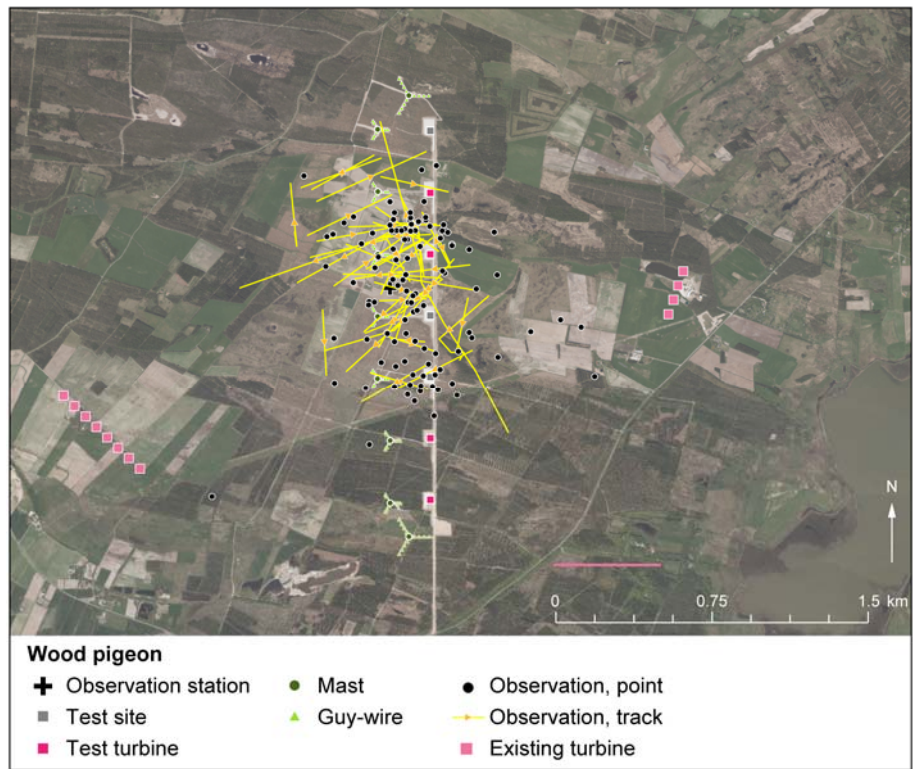 N
0 0.75 1.5 km
Wood pigeon
Observation station Mast Observation, point
Test site Guy-wire Observation, track
Test turbine Existing turbine